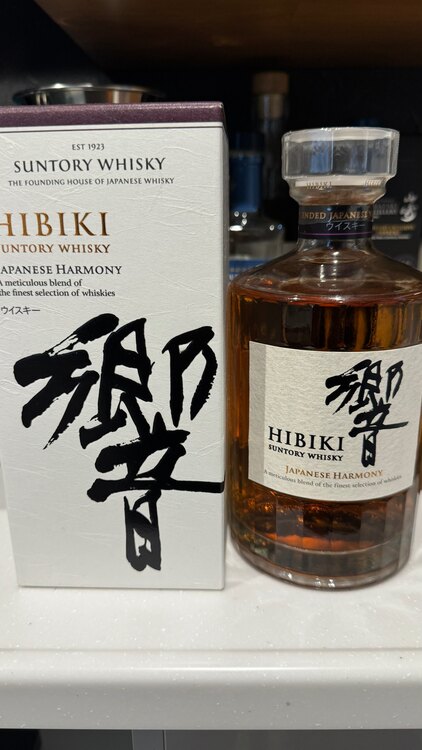 EST 1923
SUNTORY WHISKY
THE FOUNDING HOUSE OF JAPANESE WHISKY
HIBIKI
SUNTORY WHISKY
JAPANESE HARMONY
A meticulous blend of
the finest selection of whiskies
ウイスキー
響
ENDED JAPANESE
ウイスキー
響
HIBIKI
SUNTORY WHISKY
JAPANESE HARMONY
A meticulous blend of the finest selection of whiskies